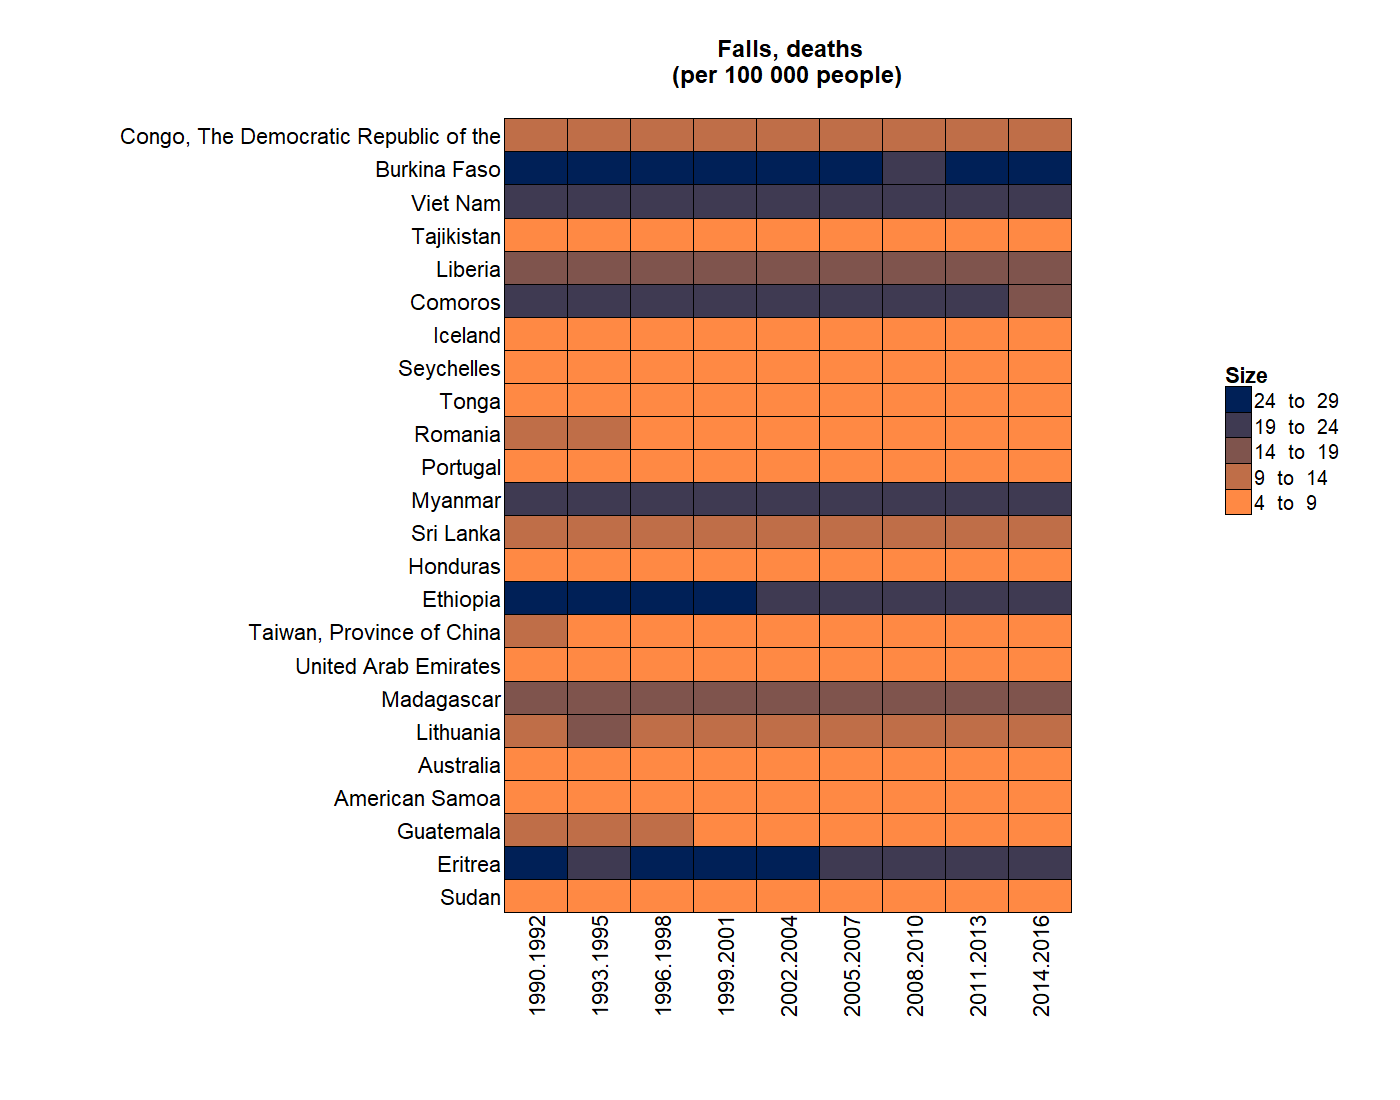 Falls, deaths
(per 100 000 people)
Congo, The Democratic Republic of the
Burkina Faso
Viet Nam
Tajikistan
Liberia
Comoros
Iceland
Seychelles
Tonga
Romania
Portugal
Myanmar
Sri Lanka
Honduras
Ethiopia
Taiwan, Province of China
United Arab Emirates
Madagascar
Lithuania
Australia
American Samoa
Guatemala
Eritrea
Sudan
1990.1992
1993.1995
1996.1998
1999.2001
2002.2004
2005.2007
2008.2010
2011.2013
2014.2016
Size
24 to 29
19 to 24
14 to 19
9 to 14
4 to 9